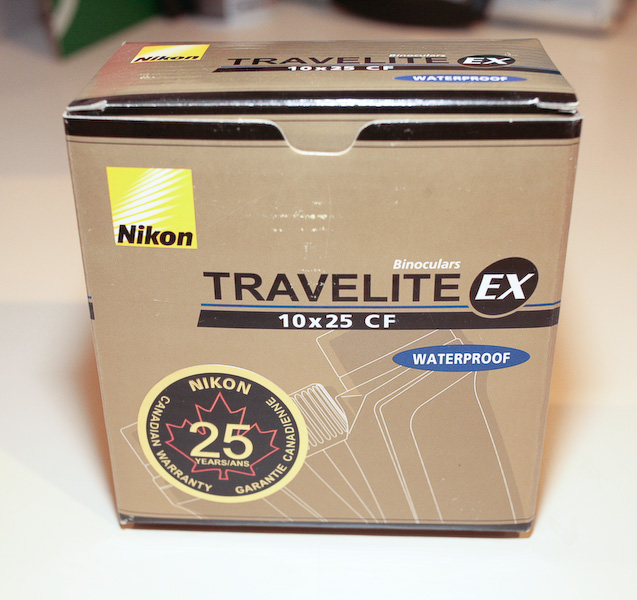 Nikon
Binoculars
TRAVELITE EX
10x25 CF
WATERPROOF
Nikon
Binoculars
TRAVELITE EX
10x25 CF
WATERPROOF
NIKON
CANADIAN WARRANTY
25
YEARS/ANS
GARANTIE CANADIENNE